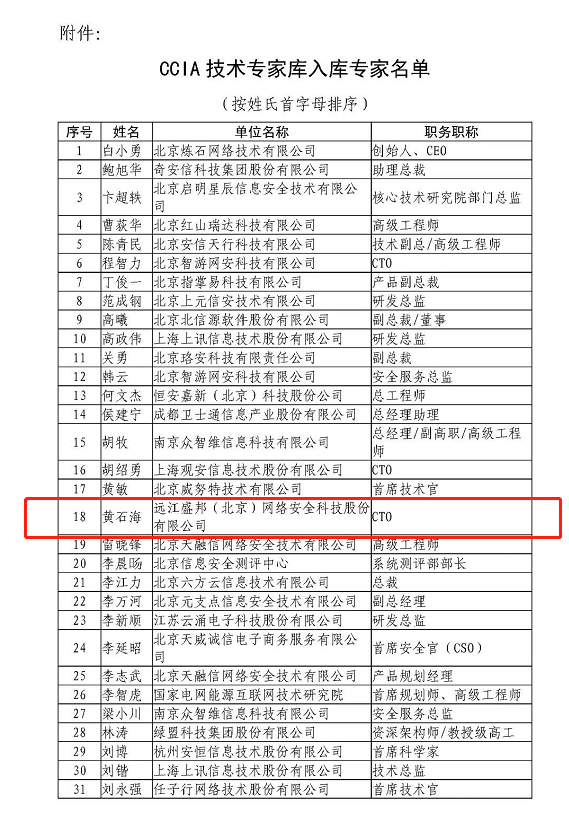 附件:
CCIA 技术专家库入库专家名单
（按姓氏首字母排序）
序号 姓名 单位名称 职务职称
1 白小勇 北京炼石网络技术有限公司 创始人、CEO
2 鲍旭华 奇安信科技集团股份有限公司 助理总裁
3 卞超轶 北京启明星辰信息安全技术有限公
司 核心技术研究院部门总监
4 曹荻华 北京红山瑞达科技有限公司 高级工程师
5 陈青民 北京安信天行科技有限公司 技术副总/高级工程师
6 程智力 北京智游网安科技有限公司 CTO
7 丁俊一 北京指掌易科技有限公司 产品副总裁
8 范成钢 北京上元信安技术有限公司 研发总监
9 高曦 北京北信源软件股份有限公司 副总裁/董事
10 高政伟 上海上讯信息技术股份有限公司 研发总监
11 关勇 北京珞安科技有限责任公司 副总裁
12 韩云 北京智游网安科技有限公司 安全服务总监
13 何文杰 恒安嘉新（北京）科技股份公司 总工程师
14 侯建宁 成都卫士通信息产业股份有限公司 总经理助理
15 胡牧 南京众智维信息科技有限公司 总经理/副高职/高级工程
师
16 胡绍勇 上海观安信息技术股份有限公司 CTO
17 黄敏 北京威努特技术有限公司 首席技术官
18 黄石海 远江盛邦（北京）网络安全科技股份
有限公司 CTO
19 雷晓锋 北京天融信网络安全技术有限公司 高级工程师
20 李晨旸 北京信息安全测评中心 系统测评部部长
21 李江力 北京六方云信息技术有限公司 总裁
22 李万河 北京元支点信息安全技术有限公司 副总经理
23 李新顺 江苏云涌电子科技股份有限公司 研发总监
24 李延昭 北京天威诚信电子商务服务有限公
司 首席安全官（CSO）
25 李志武 北京天融信网络安全技术有限公司 产品规划经理
26 李智虎 国家电网能源互联网技术研究院 首席规划师、高级工程师
27 梁小川 南京众智维信息科技有限公司 安全服务总监
28 林涛 绿盟科技集团股份有限公司 资深架构师/教授级高工
29 刘博 杭州安恒信息技术股份有限公司 首席科学家
30 刘锴 上海上讯信息技术股份有限公司 技术总监
31 刘永强 任子行网络技术股份有限公司 首席技术官